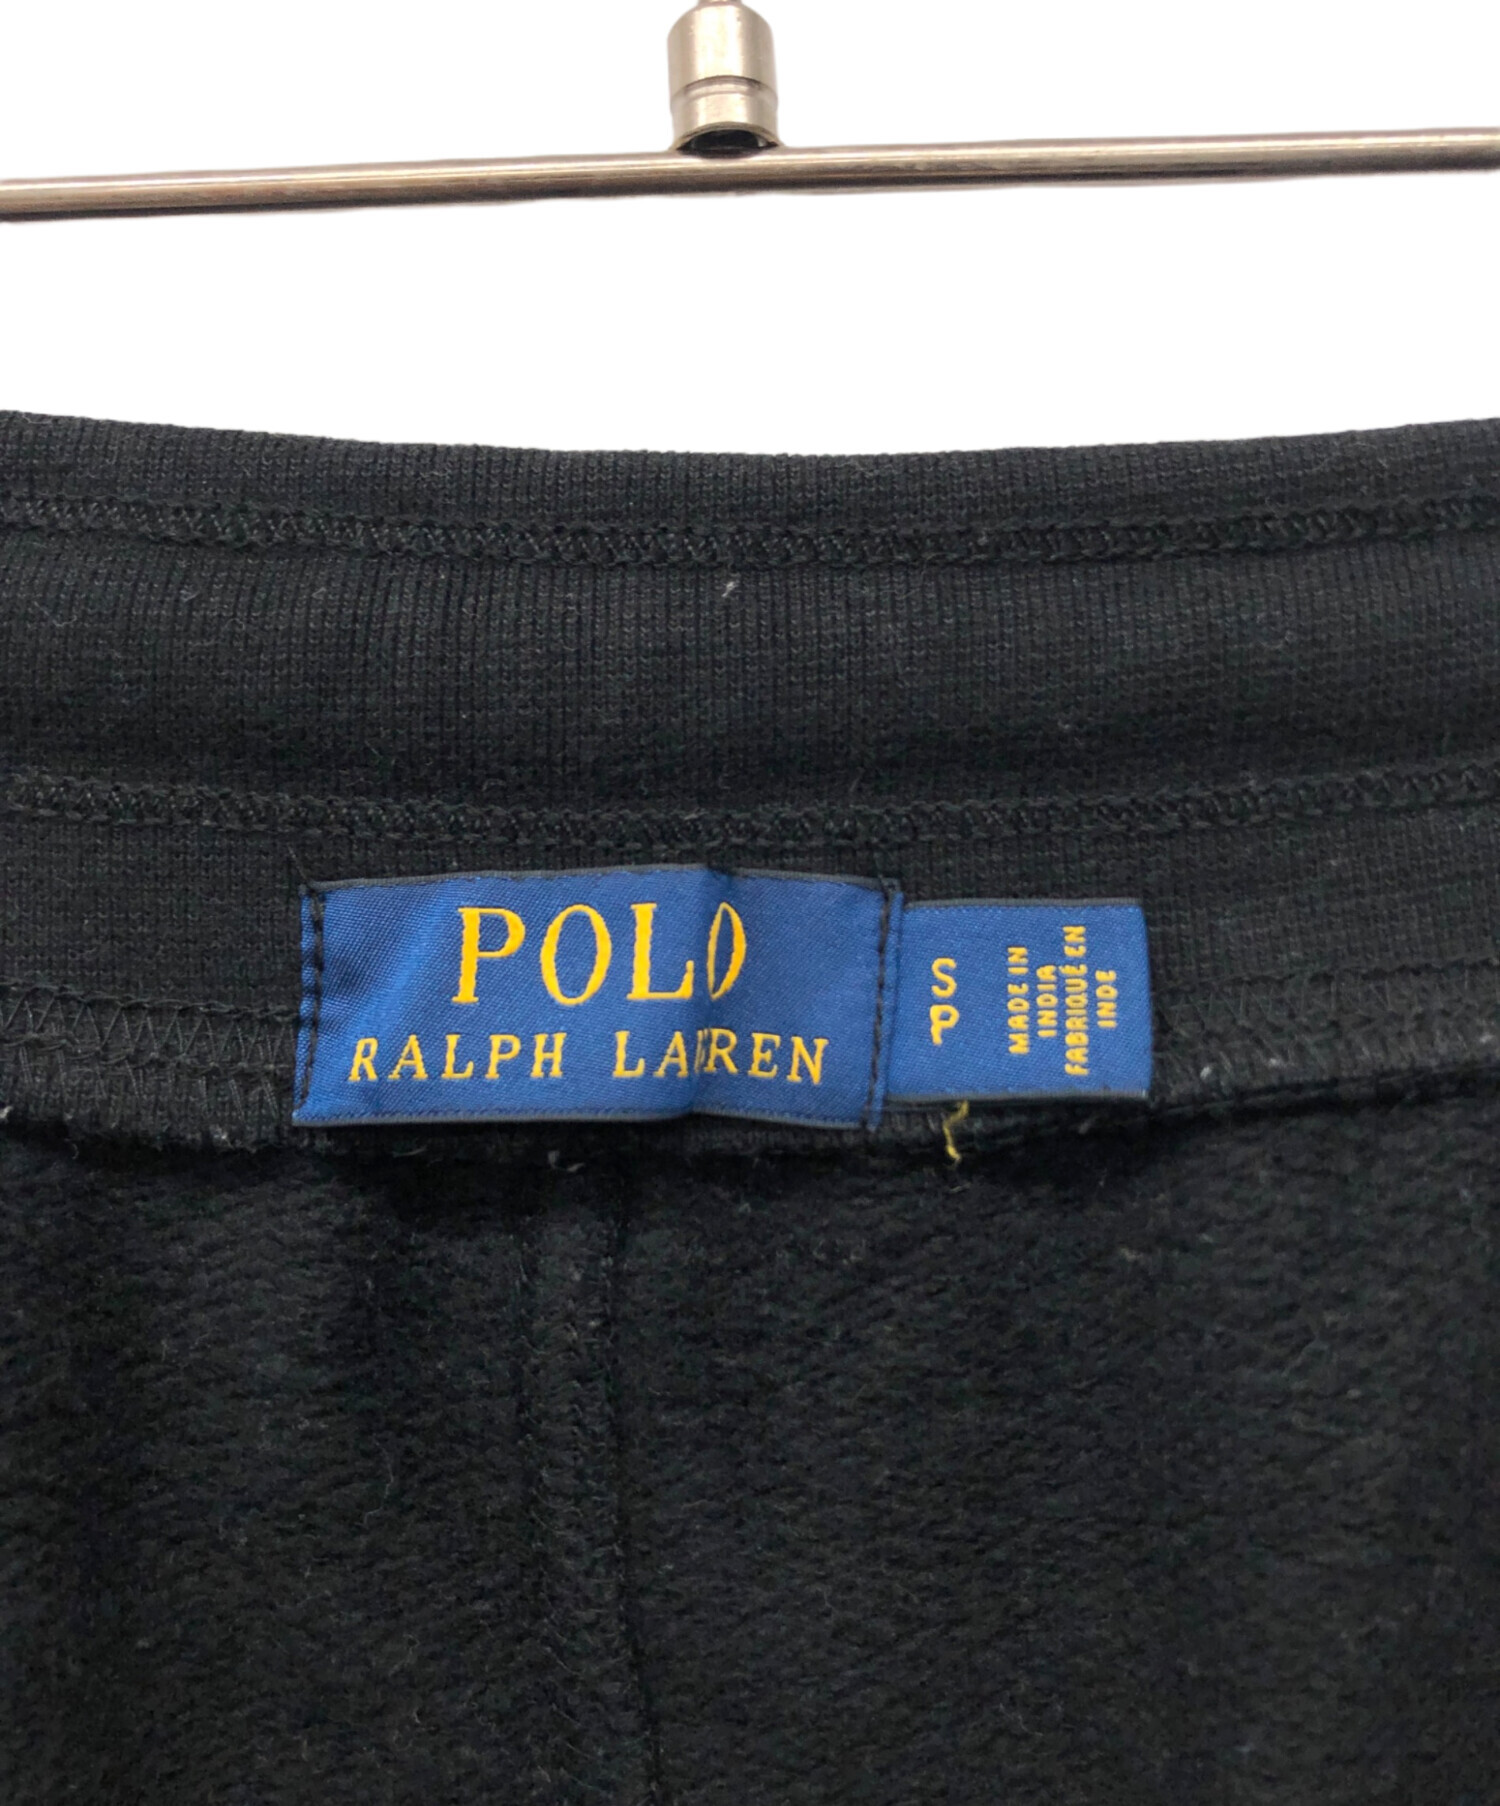 POLO
RALPH LAUREN
S
P
MADE IN
INDIA
FABRIQUÉ EN
INDE